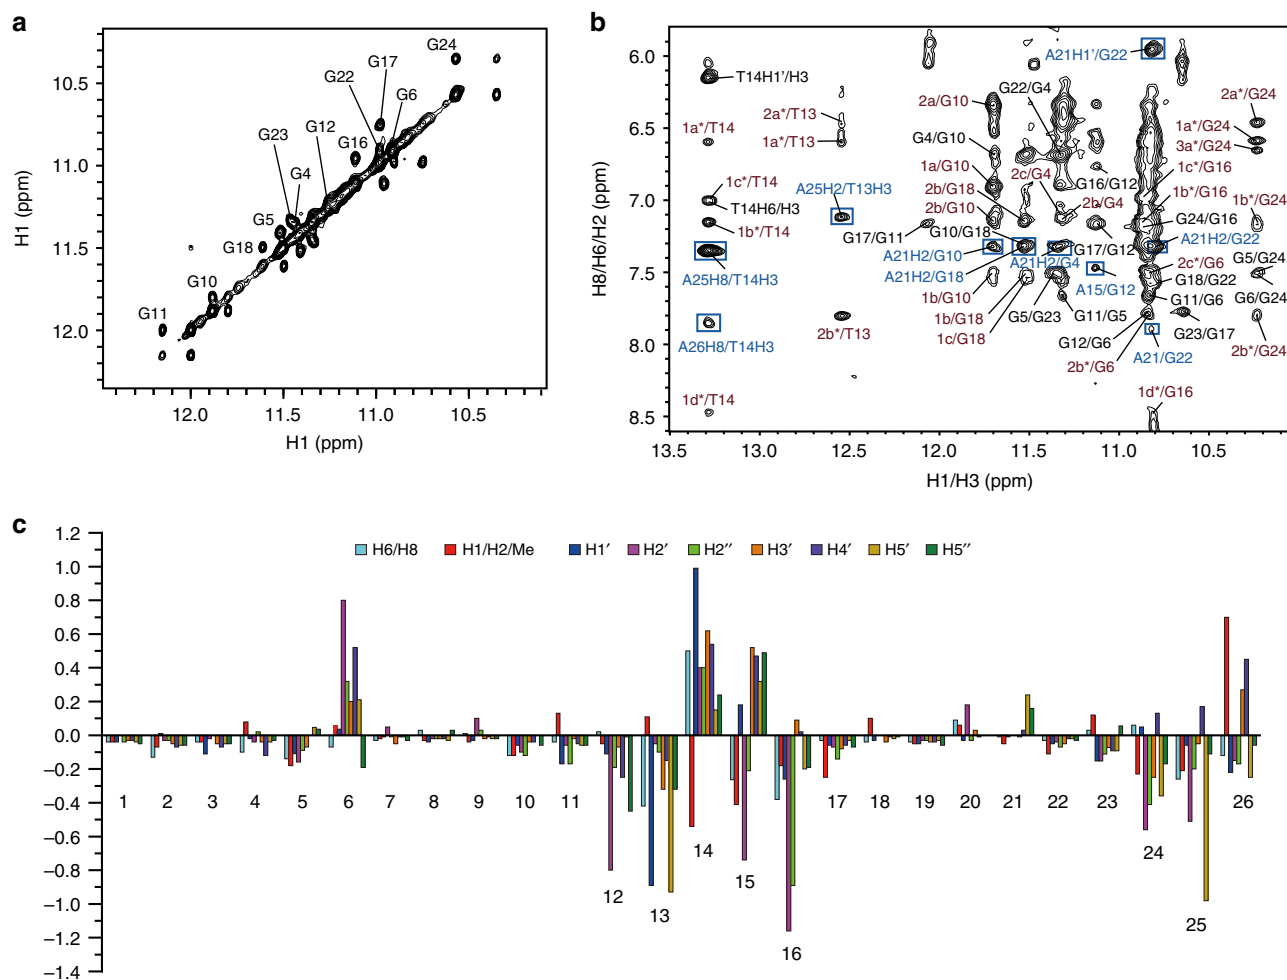 a
G24
G17
G22
G6
G23
G12
G16
G4
G5
G18
G10
G11
10.5
11.0
11.5
12.0
H1 (ppm)
12.0 11.5 11.0 10.5
H1 (ppm)
b
A21H1′/G22
T14H1′/H3
2a*/T13
2a/G10
G22/G4
2a*/G24
1a*/T14
1a*/T13
1a*/G24
G4/G10
3a*/G24
1c*/G16
1c*/T14
A25H2/T13H3
1a/G10
2c/G4
G16/G12
1b*/G16
T14H6/H3
2b/G18
2b/G4
1b*/G24
1b*/T14
2b/G10
G24/G16
G17/G11
G10/G18
G17/G12
A21H2/G22
A21H2/G10
A21H2/G4
G5/G24
A25H8/T14H3
A21H2/G18
2c*/G6
A15/G12
G18/G22
1b/G10
G11/G6
G6/G24
1b/G18
G5/G23
G11/G5
G23/G17
A26H8/T14H3
2b*/T13
1c/G18
G12/G6
A21/G22
2b*/G24
2b*/G6
1d*/T14
1d*/G16
6.0
6.5
7.0
7.5
8.0
8.5
H8/H6/H2 (ppm)
13.5 13.0 12.5 12.0 11.5 11.0 10.5
H1/H3 (ppm)
c
H6/H8 H1/H2/Me H1′ H2′ H2′′ H3′ H4′ H5′ H5′′
1.2
1.0
0.8
0.6
0.4
0.2
0.0
−0.2
−0.4
−0.6
−0.8
−1.0
−1.2
−1.4
1 2 3 4 5 6 7 8 9 10 11 12 13 14 15 16 17 18 19 20 21 22 23 24 25 26